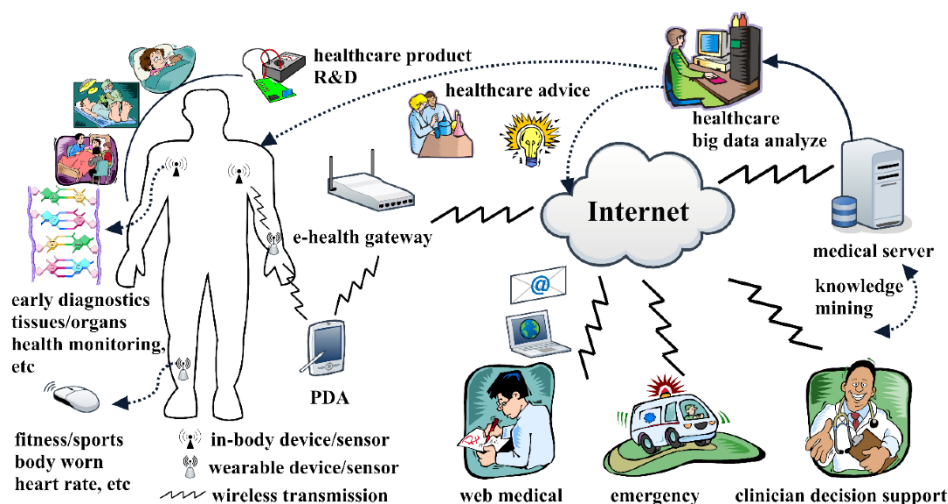 healthcare product
R&D
healthcare advice
healthcare
big data analyze
Internet
e-health gateway
medical server
early diagnostics
tissues/organs
health monitoring,
etc
knowledge
mining
@
PDA
fitness/sports
body worn
heart rate, etc
in-body device/sensor
wearable device/sensor
wireless transmission
web medical
emergency
clinician decision support